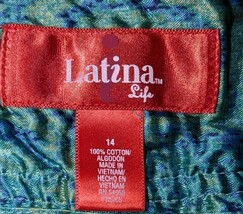 Latina™
Life
14
100% COTTON/
ALGODÓN
MADE IN
VIETNAM/
HECHO EN
VIETNAM